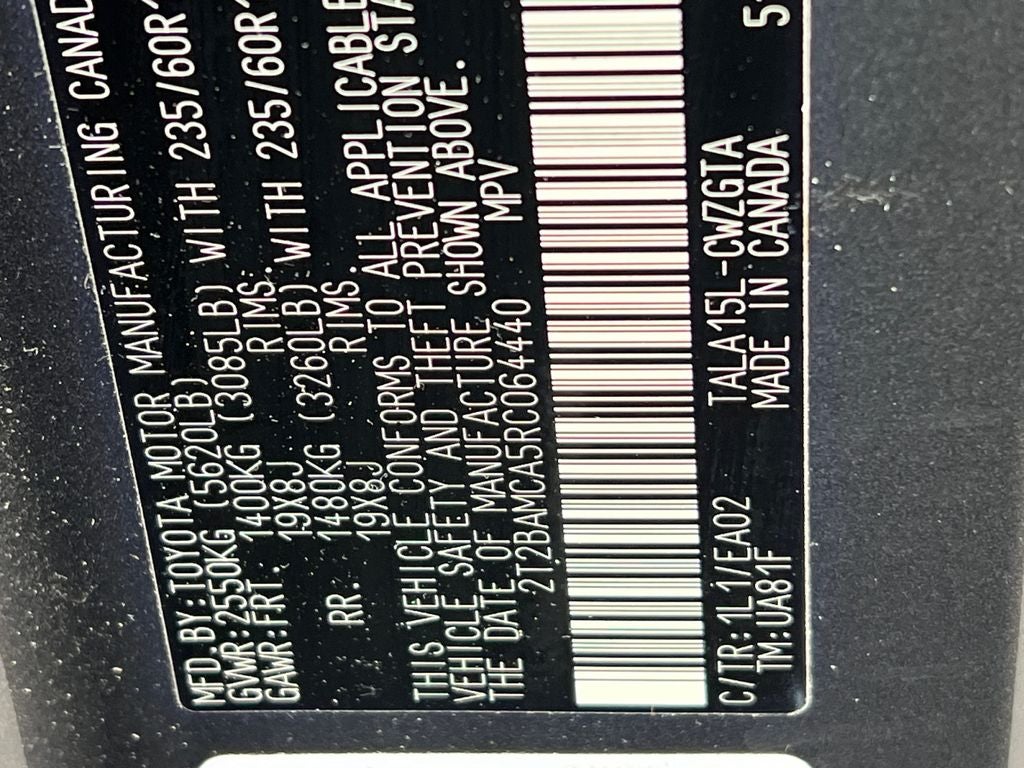 MFD.BY:TOYOTA MOTOR MANUFACTURING CANAD
GVWR:2550KG (5620LB)
GAWR:FRT. 1400KG (3085LB) WITH 235/60R1
19X8J RIMS.
RR. 1480KG (3260LB) WITH 235/60R1
19X8J RIMS.
THIS VEHICLE CONFORMS TO ALL APPLICABLE
VEHICLE SAFETY AND THEFT PREVENTION STA
THE DATE OF MANUFACTURE SHOWN ABOVE.
2T2BAMCA5RC064440 MPV
C/TR:1L1/EA02 TALA15L-CWZGTA
TM:UA81F MADE IN CANADA